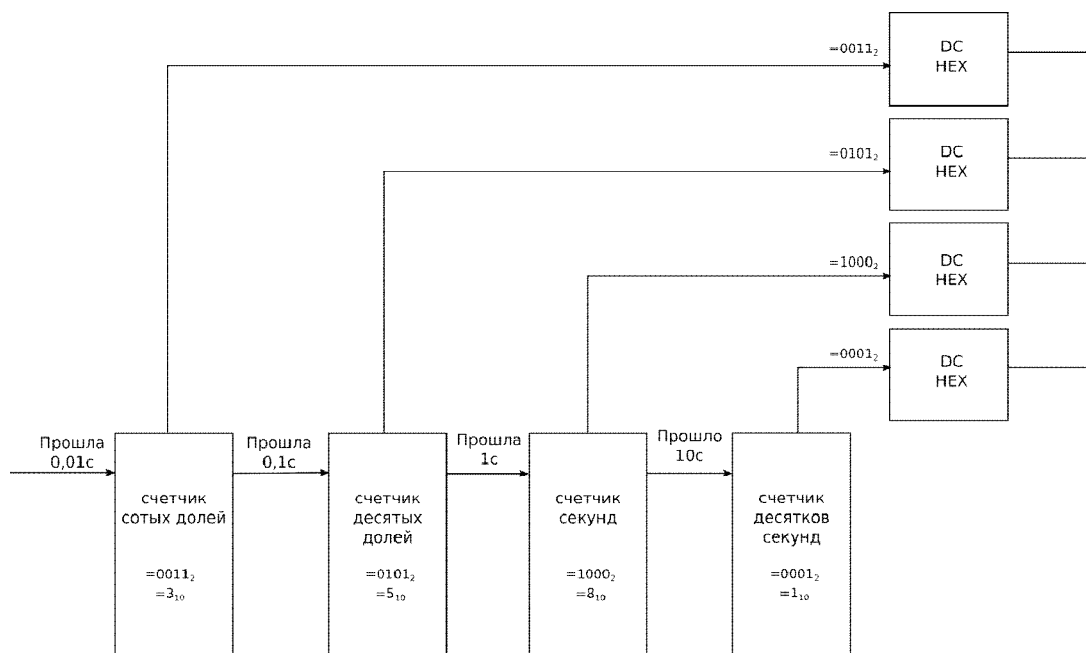 =0011₂
DC
HEX
=0101₂
DC
HEX
=1000₂
DC
HEX
=0001₂
DC
HEX
Прошла
0,01с
Прошла
0,1с
Прошла
1с
Прошло
10с
счетчик
сотых долей
=0011₂
=3₁₀
счетчик
десятых
долей
=0101₂
=5₁₀
счетчик
секунд
=1000₂
=8₁₀
счетчик
десятков
секунд
=0001₂
=1₁₀